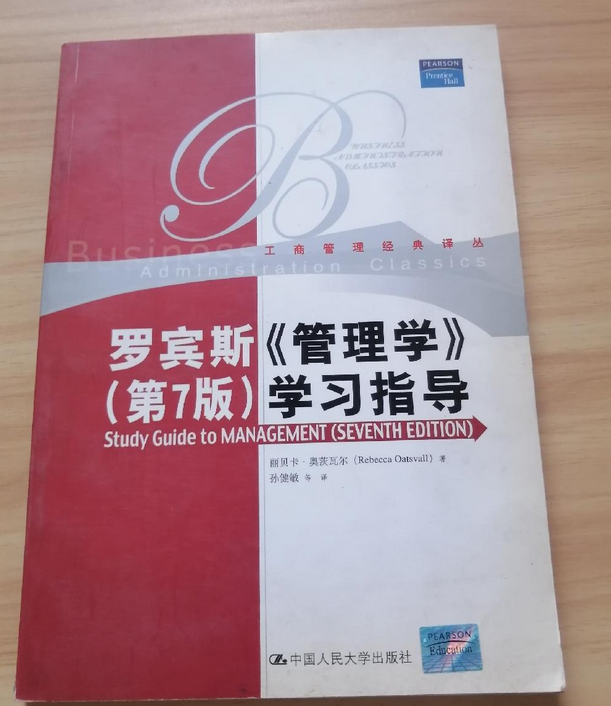 PEARSON
Prentice
Hall
B
BUSINESS
ADMINISTRATION
CLASSICS
Business
工商管理经典译丛
Administration Classics
罗宾斯《管理学》
（第7版）学习指导
Study Guide to MANAGEMENT (SEVENTH EDITION)
丽贝卡·奥茨瓦尔（Rebecca Oatsvall）著
孙健敏 等 译
中国人民大学出版社
PEARSON
Education